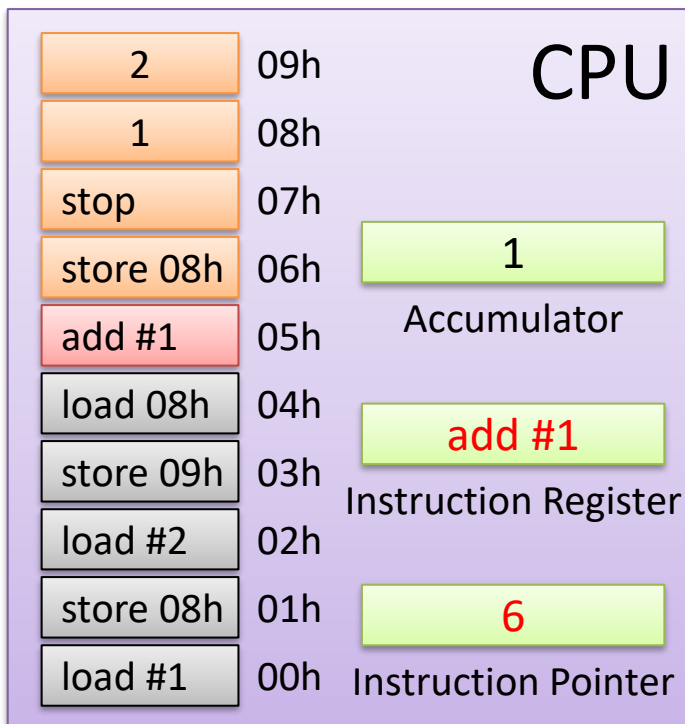 CPU
2 09h
1 08h
stop 07h
store 08h 06h
add #1 05h
load 08h 04h
store 09h 03h
load #2 02h
store 08h 01h
load #1 00h
1
Accumulator
add #1
Instruction Register
6
Instruction Pointer